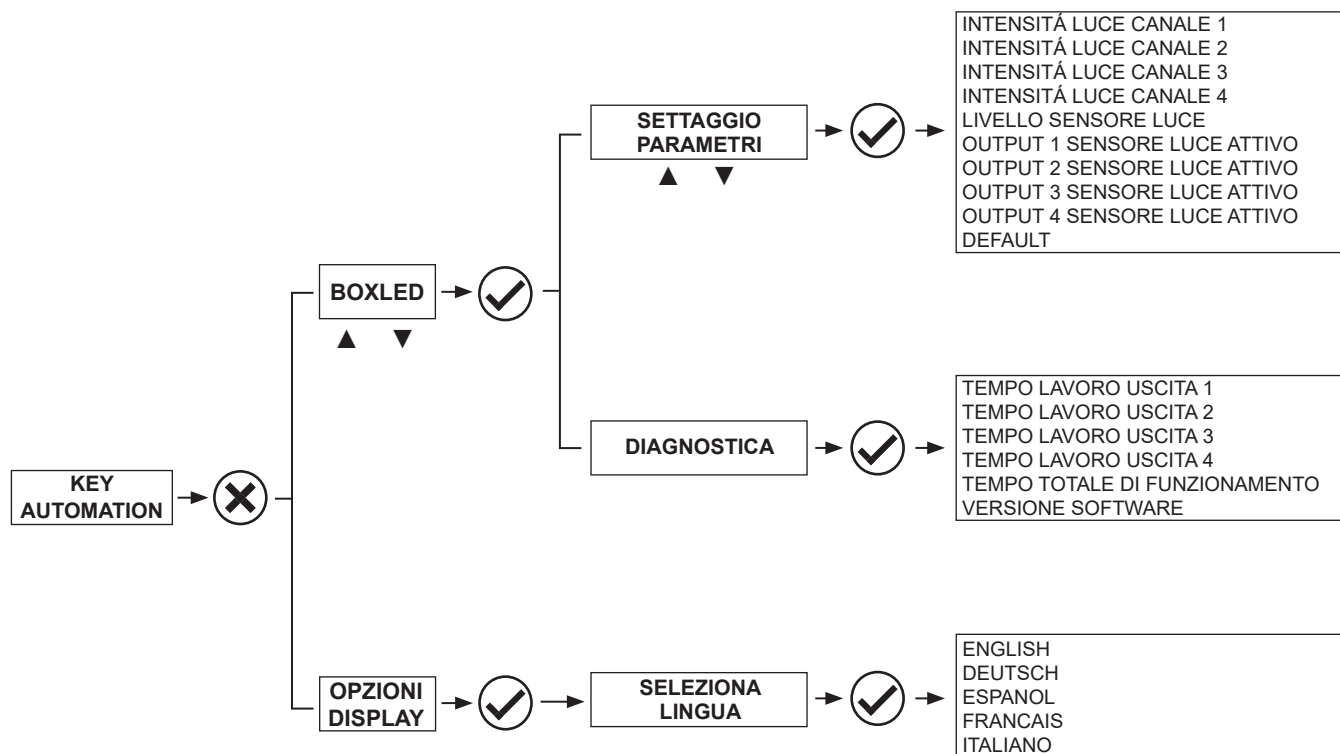 INTENSITÁ LUCE CANALE 1
INTENSITÁ LUCE CANALE 2
INTENSITÁ LUCE CANALE 3
INTENSITÁ LUCE CANALE 4
LIVELLO SENSORE LUCE
OUTPUT 1 SENSORE LUCE ATTIVO
OUTPUT 2 SENSORE LUCE ATTIVO
OUTPUT 3 SENSORE LUCE ATTIVO
OUTPUT 4 SENSORE LUCE ATTIVO
DEFAULT
SETTAGGIO
PARAMETRI
BOXLED
TEMPO LAVORO USCITA 1
TEMPO LAVORO USCITA 2
TEMPO LAVORO USCITA 3
TEMPO LAVORO USCITA 4
TEMPO TOTALE DI FUNZIONAMENTO
VERSIONE SOFTWARE
DIAGNOSTICA
KEY
AUTOMATION
OPZIONI
DISPLAY
SELEZIONA
LINGUA
ENGLISH
DEUTSCH
ESPANOL
FRANCAIS
ITALIANO